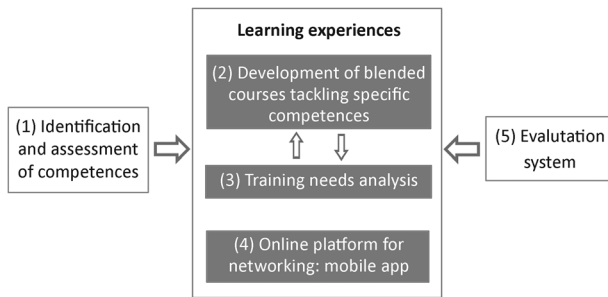 Learning experiences
(2) Development of blended
courses tackling specific
competences
(1) Identification
and assessment
of competences
(5) Evalutation
system
(3) Training needs analysis
(4) Online platform for
networking: mobile app